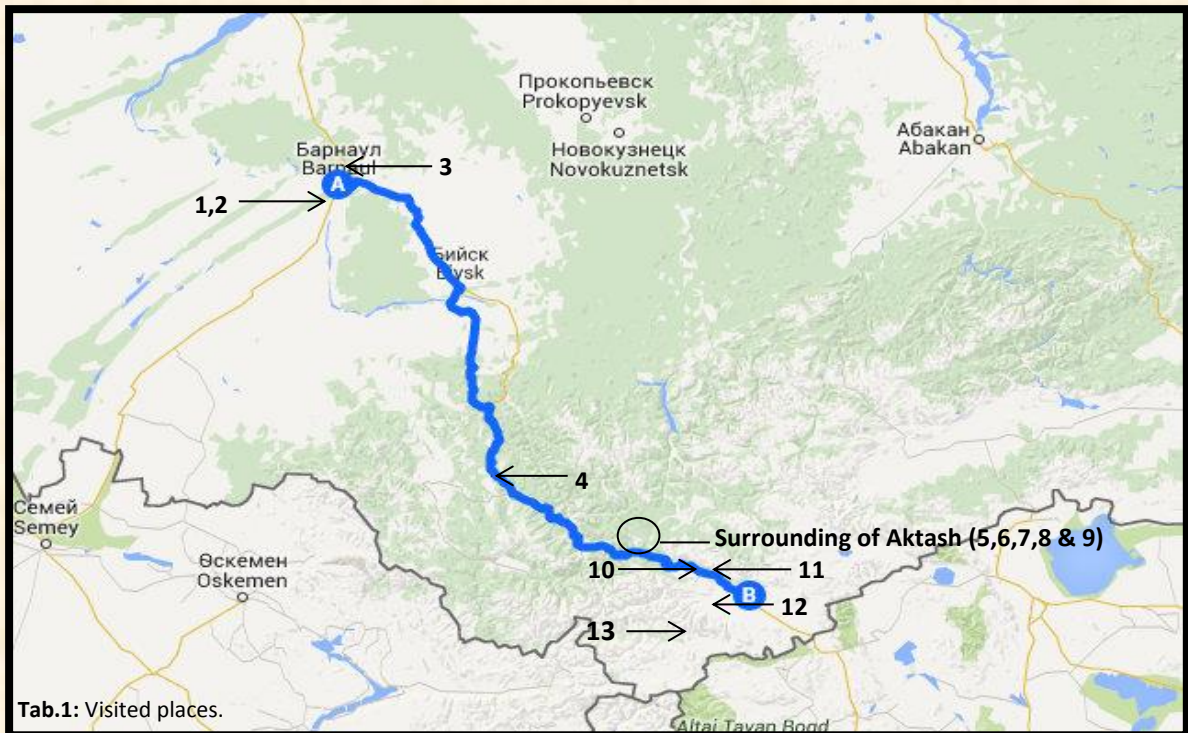 Прокопьевск
Prokopyevsk
Новокузнецк
Novokuznetsk
Абакан
Abakan
Барнаул
Barnaul
A
3
1,2
Бийск
Biysk
4
Семей
Semey
Өскемен
Oskemen
Surrounding of Aktash (5,6,7,8 & 9)
10
11
B
12
13
Tab.1: Visited places.
Altai Tavan Bogd